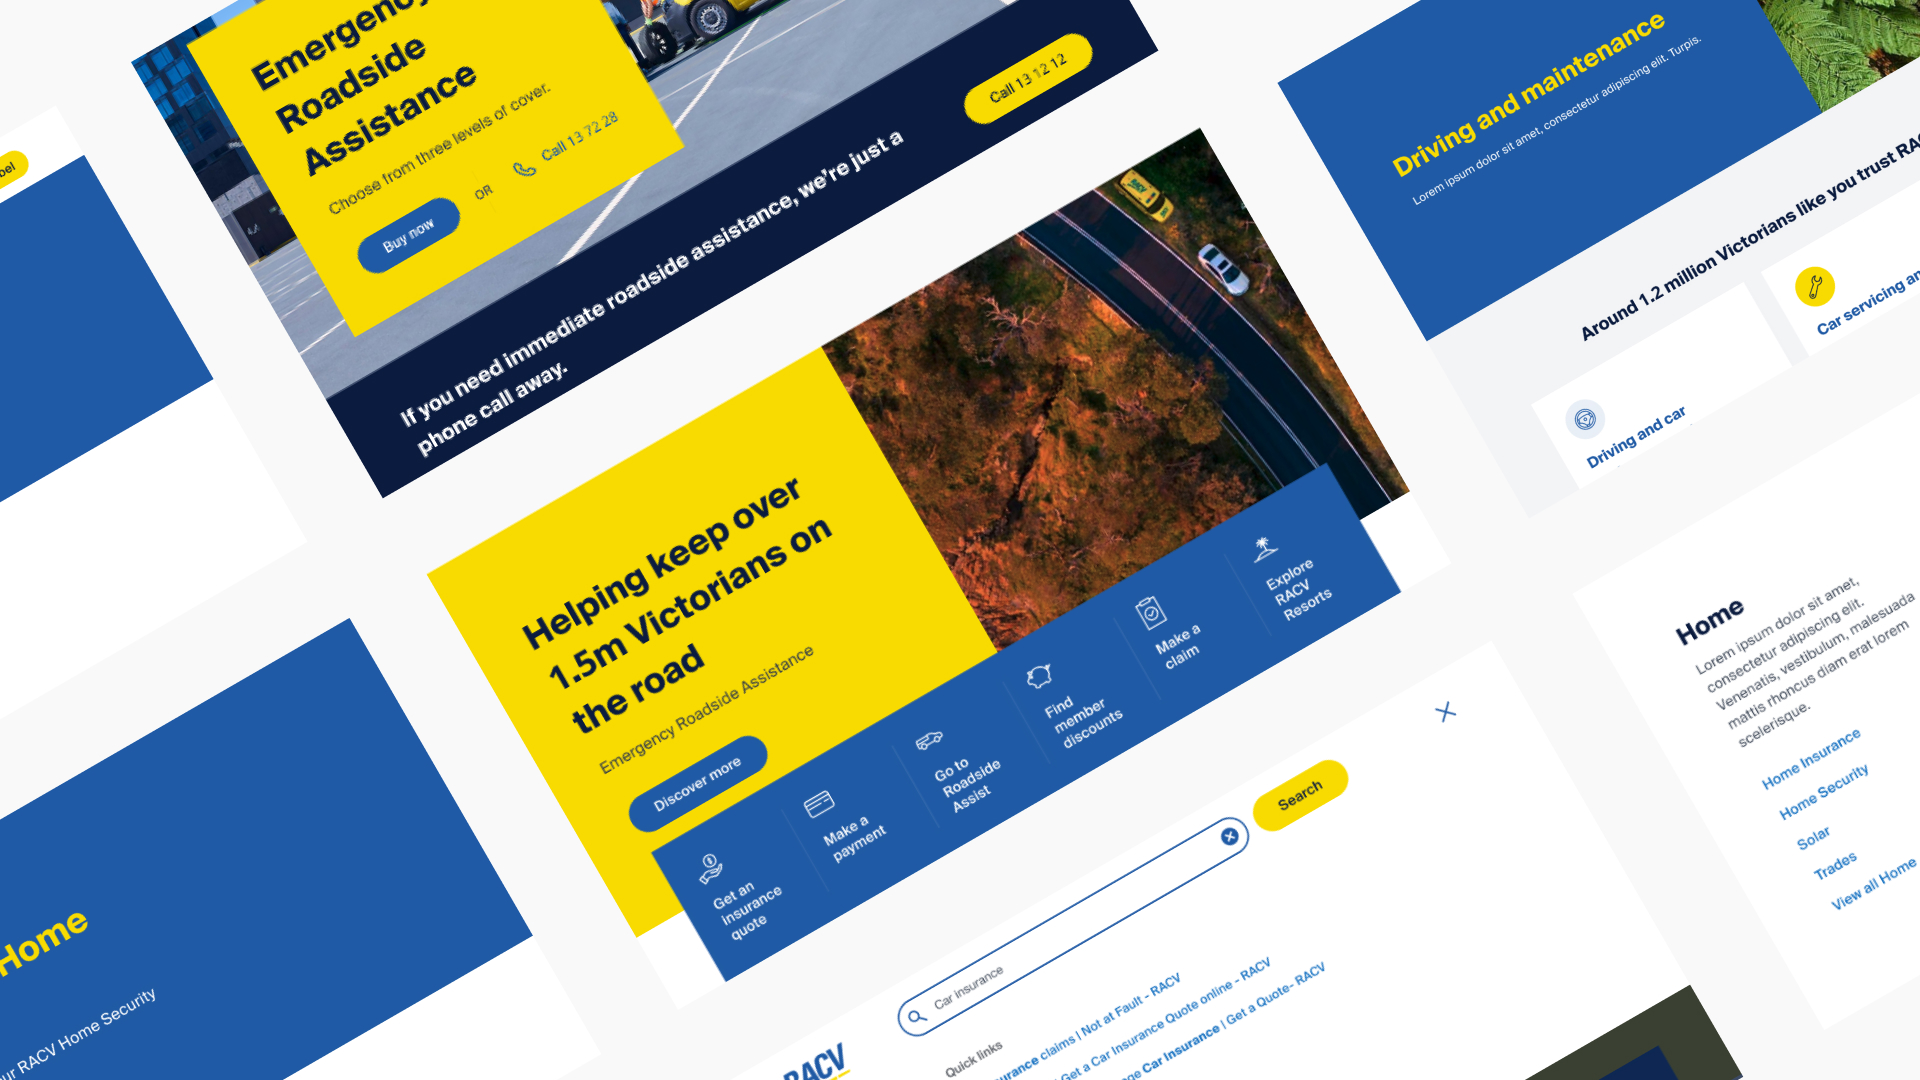 Emergency
Roadside
Assistance
Choose from three levels of cover.
Buy now
OR
Call 13 72 28
If you need immediate roadside assistance, we're just a
phone call away.
Call 13 12 12
Driving and maintenance
Lorem ipsum dolor sit amet, consectetur adipiscing elit. Turpis.
Around 1.2 million Victorians like you trust
Car servicing
Driving and car
RACV
Helping keep over
1.5m Victorians on
the road
Emergency Roadside Assistance
Discover more
Get an
insurance
quote
Make a
payment
Go to
Roadside
Assist
Find
member
discounts
Make a
claim
Explore
RACV
Resorts
Home
RACV Home Security
Car insurance
Search
RACV
Quick links
claims | Not at Fault - RACV
Get a Car Insurance Quote online - RACV
Car Insurance | Get a Quote- RACV
Home
Lorem ipsum dolor sit amet,
consectetur adipiscing elit.
Venenatis, vestibulum, malesuada
mattis rhoncus diam erat lorem
scelerisque.
Home Insurance
Home Security
Solar
Trades
View all Home